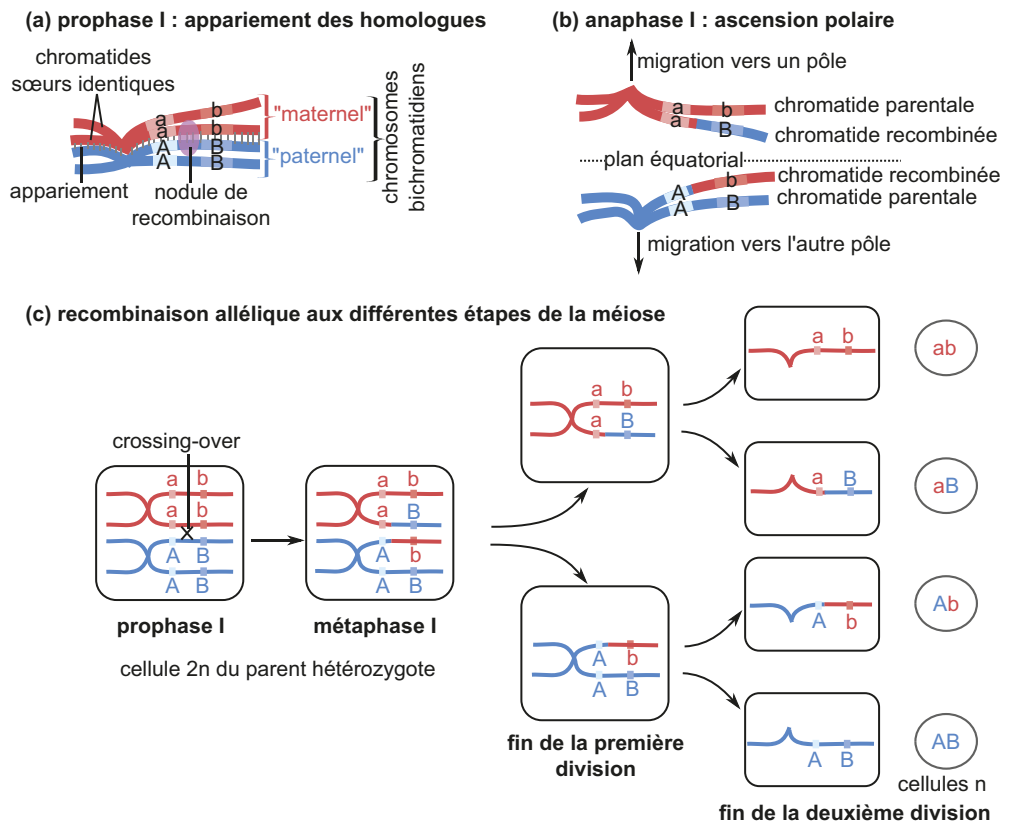 (a) prophase I : appariement des homologues
chromatides
sœurs identiques
a
b
a
b
A
B
A
B
"maternel"
"paternel"
chromosomes
bichromatidiens
appariement
nodule de
recombinaison
(b) anaphase I : ascension polaire
migration vers un pôle
a
b
chromatide parentale
a
B
chromatide recombinée
plan équatorial
A
b
chromatide recombinée
A
B
chromatide parentale
migration vers l'autre pôle
(c) recombinaison allélique aux différentes étapes de la méiose
crossing-over
a b
a b
x
A B
A B
prophase I
a b
a B
A b
A B
métaphase I
cellule 2n du parent hétérozygote
a b
a B
A b
A B
fin de la première
division
a b
ab
a B
aB
A b
Ab
A B
AB
cellules n
fin de la deuxième division